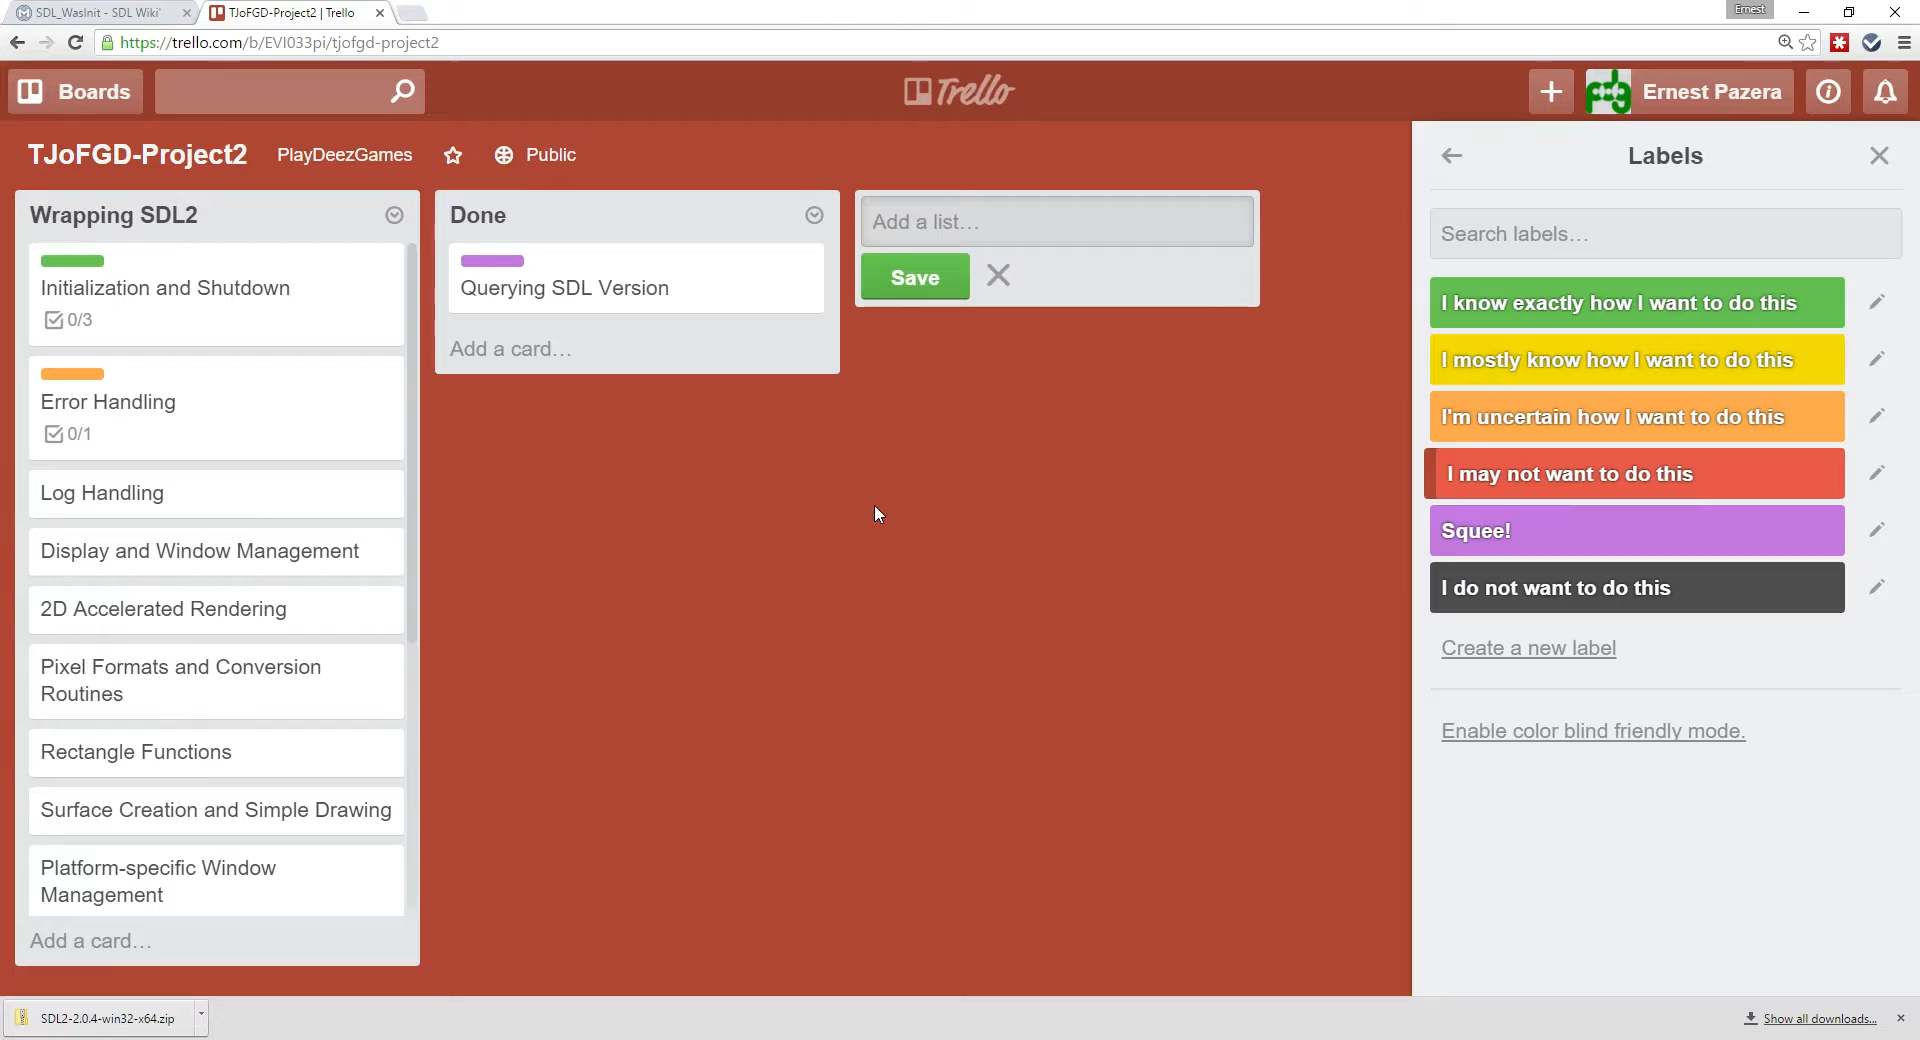 SDL_WasInit - SDL Wiki'
TJoFGD-Project2 | Trello
Ernest
https://trello.com/b/EVI033pi/tjofgd-project2
Boards
Trello
Ernest Pazera
TJoFGD-Project2
PlayDeezGames
Public
Wrapping SDL2
Initialization and Shutdown
0/3
Error Handling
0/1
Log Handling
Display and Window Management
2D Accelerated Rendering
Pixel Formats and Conversion
Routines
Rectangle Functions
Surface Creation and Simple Drawing
Platform-specific Window
Management
Add a card…
Done
Querying SDL Version
Add a card…
Add a list…
Save
Labels
Search labels…
I know exactly how I want to do this
I mostly know how I want to do this
I'm uncertain how I want to do this
I may not want to do this
Squee!
I do not want to do this
Create a new label
Enable color blind friendly mode.
SDL2-2.0.4-win32-x64.zip
Show all downloads...